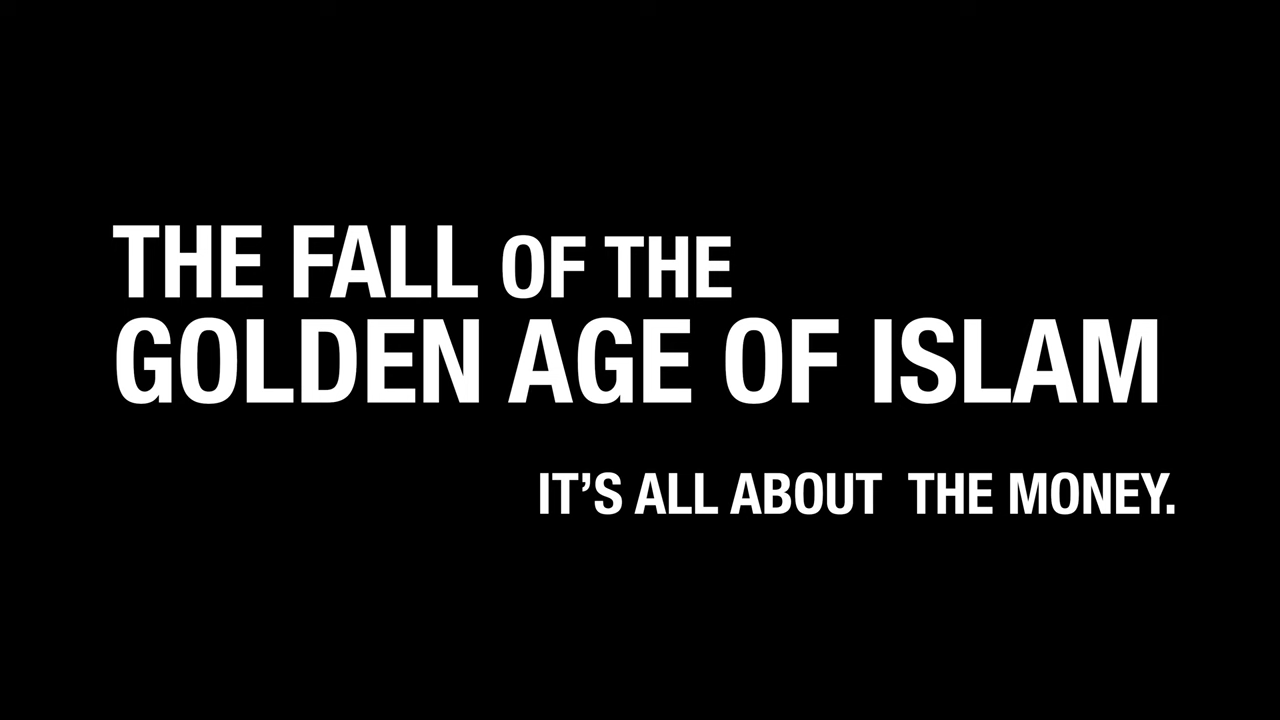 THE FALL OF THE
GOLDEN AGE OF ISLAM
IT’S ALL ABOUT THE MONEY.